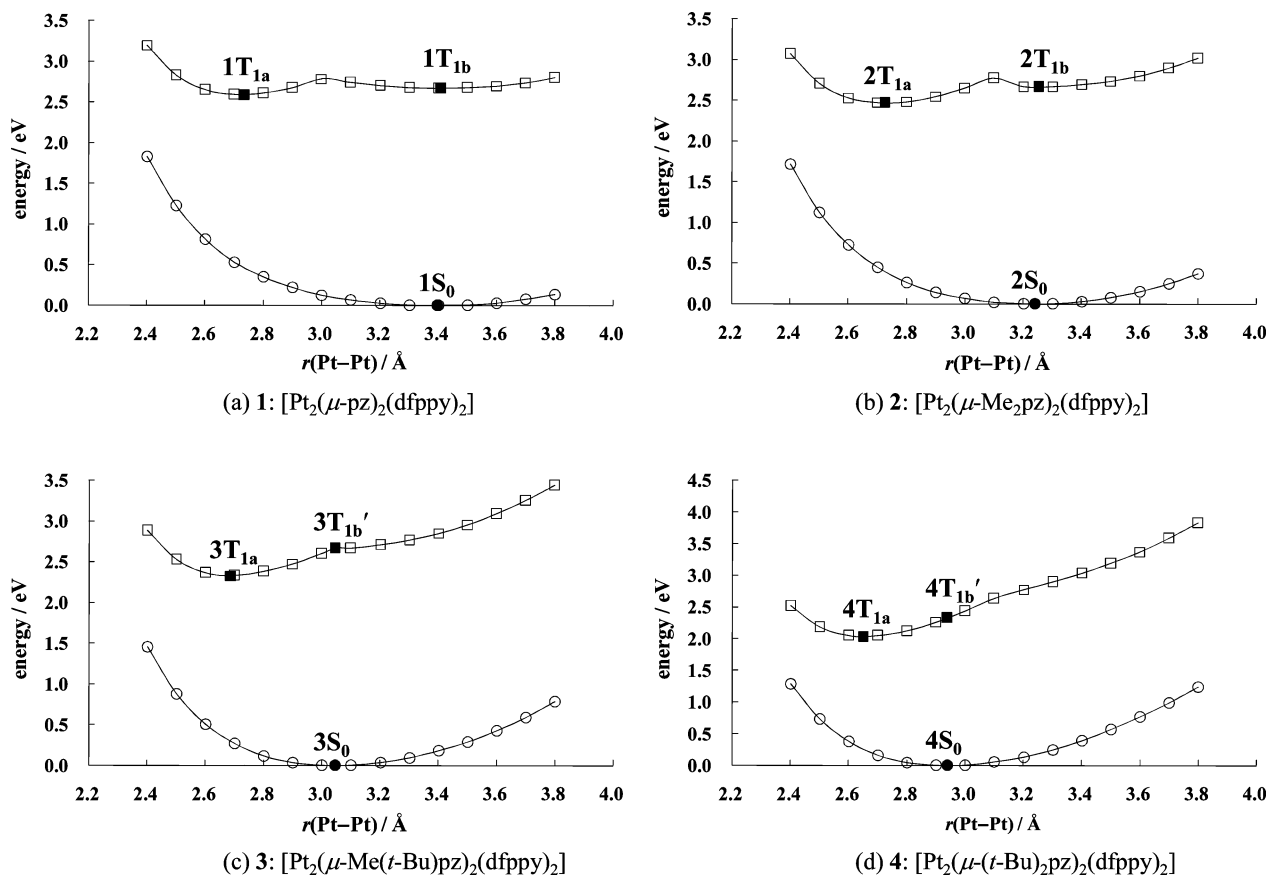 3.5
3.0
2.5
2.0
1.5
1.0
0.5
0.0
energy / eV
1T1a
1T1b
1S0
2.2 2.4 2.6 2.8 3.0 3.2 3.4 3.6 3.8 4.0
r(Pt−Pt) / Å
(a) 1: [Pt2(μ-pz)2(dfppy)2]
3.5
3.0
2.5
2.0
1.5
1.0
0.5
0.0
energy / eV
2T1a
2T1b
2S0
2.2 2.4 2.6 2.8 3.0 3.2 3.4 3.6 3.8 4.0
r(Pt−Pt) / Å
(b) 2: [Pt2(μ-Me2pz)2(dfppy)2]
3.5
3.0
2.5
2.0
1.5
1.0
0.5
0.0
energy / eV
3T1a
3T1b′
3S0
2.2 2.4 2.6 2.8 3.0 3.2 3.4 3.6 3.8 4.0
r(Pt−Pt) / Å
(c) 3: [Pt2(μ-Me(t-Bu)pz)2(dfppy)2]
4.5
4.0
3.5
3.0
2.5
2.0
1.5
1.0
0.5
0.0
energy / eV
4T1a
4T1b′
4S0
2.2 2.4 2.6 2.8 3.0 3.2 3.4 3.6 3.8 4.0
r(Pt−Pt) / Å
(d) 4: [Pt2(μ-(t-Bu)2pz)2(dfppy)2]